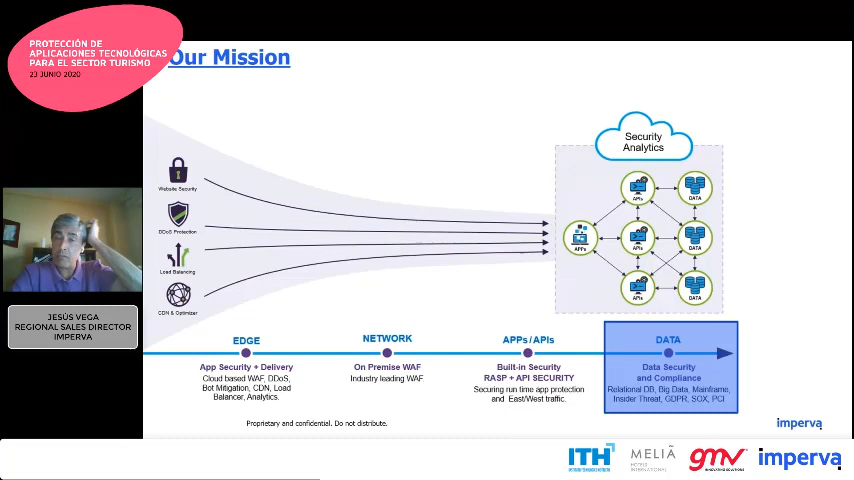 PROTECCIÓN DE
APLICACIONES TECNOLÓGICAS
PARA EL SECTOR TURISMO
23 JUNIO 2020
Our Mission
Security
Analytics
Website Security
DDoS Protection
Load Balancing
CDN & Optimizer
APIs
DATA
APPs
APIs
DATA
APIs
DATA
JESÚS VEGA
REGIONAL SALES DIRECTOR
IMPERVA
EDGE
App Security + Delivery
Cloud based WAF, DDoS,
Bot Mitigation, CDN, Load
Balancer, Analytics.
NETWORK
On Premise WAF
Industry leading WAF
APPs/APIs
Built-in Security
RASP + API SECURITY
Securing run time app protection
and East/West traffic.
DATA
Data Security
and Compliance
Relational DB, Big Data, Mainframe,
Insider Threat, GDPR, SOX, PCI
Proprietary and confidential. Do not distribute.
imperva
ITH
MELIÁ
HOTELS
INTERNATIONAL
gmv
INNOVATING SOLUTIONS
imperva